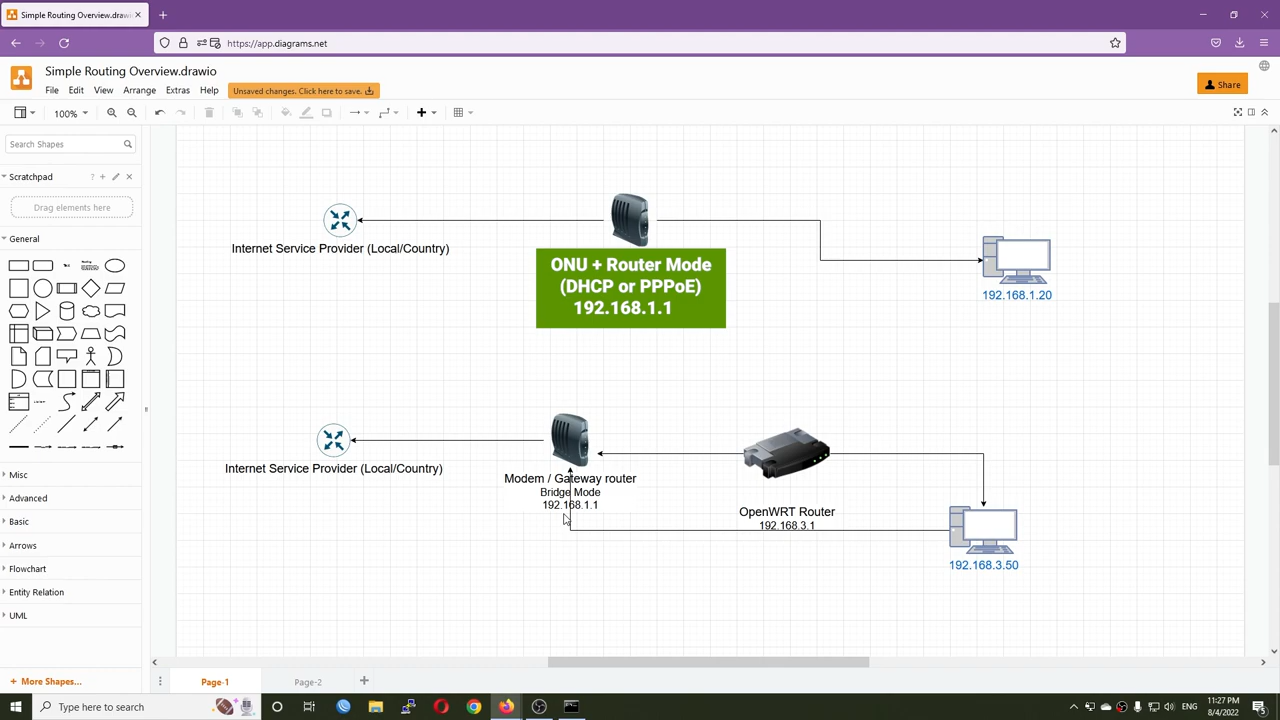 Simple Routing Overview.drawio
https://app.diagrams.net
Simple Routing Overview.drawio
File Edit View Arrange Extras Help
Unsaved changes. Click here to save.
Share
100%
Search Shapes
Scratchpad
?
Drag elements here
General
Misc
Advanced
Basic
Arrows
Flowchart
Entity Relation
UML
+ More Shapes...
Internet Service Provider (Local/Country)
ONU + Router Mode
(DHCP or PPPoE)
192.168.1.1
192.168.1.20
Internet Service Provider (Local/Country)
Modem / Gateway router
Bridge Mode
192.168.1.1
OpenWRT Router
192.168.3.1
192.168.3.50
Page-1
Page-2
Type here to search
11:27 PM
8/4/2022